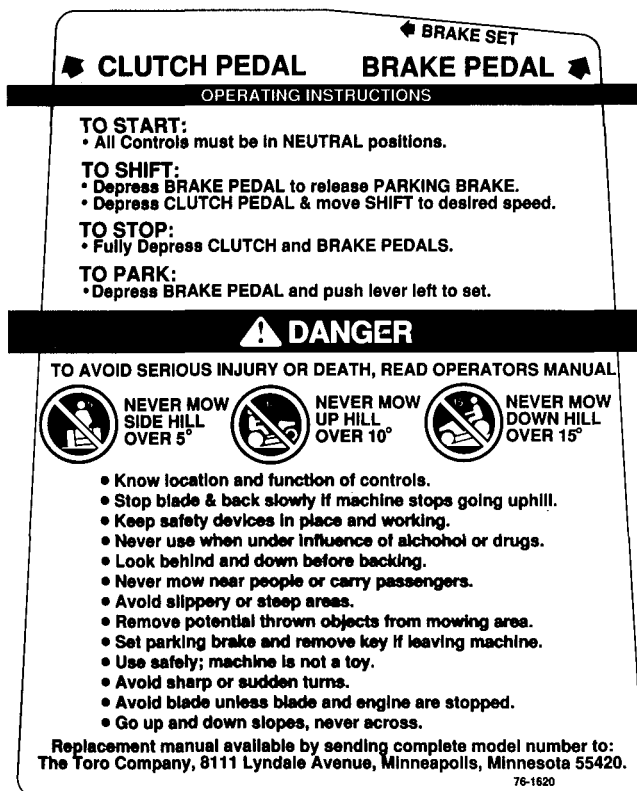 BRAKE SET
CLUTCH PEDAL BRAKE PEDAL
OPERATING INSTRUCTIONS
TO START:
• All Controls must be in NEUTRAL positions.
TO SHIFT:
• Depress BRAKE PEDAL to release PARKING BRAKE.
• Depress CLUTCH PEDAL & move SHIFT to desired speed.
TO STOP:
• Fully Depress CLUTCH and BRAKE PEDALS.
TO PARK:
• Depress BRAKE PEDAL and push lever left to set.
DANGER
TO AVOID SERIOUS INJURY OR DEATH, READ OPERATORS MANUAL
NEVER MOW
SIDE HILL
OVER 5°
NEVER MOW
UP HILL
OVER 10°
NEVER MOW
DOWN HILL
OVER 15°
• Know location and function of controls.
• Stop blade & back slowly if machine stops going uphill.
• Keep safety devices in place and working.
• Never use when under influence of alchohol or drugs.
• Look behind and down before backing.
• Never mow near people or carry passengers.
• Avoid slippery or steep areas.
• Remove potential thrown objects from mowing area.
• Set parking brake and remove key if leaving machine.
• Use safely; machine is not a toy.
• Avoid sharp or sudden turns.
• Avoid blade unless blade and engine are stopped.
• Go up and down slopes, never across.
Replacement manual available by sending complete model number to:
The Toro Company, 8111 Lyndale Avenue, Minneapolis, Minnesota 55420.
76-1620